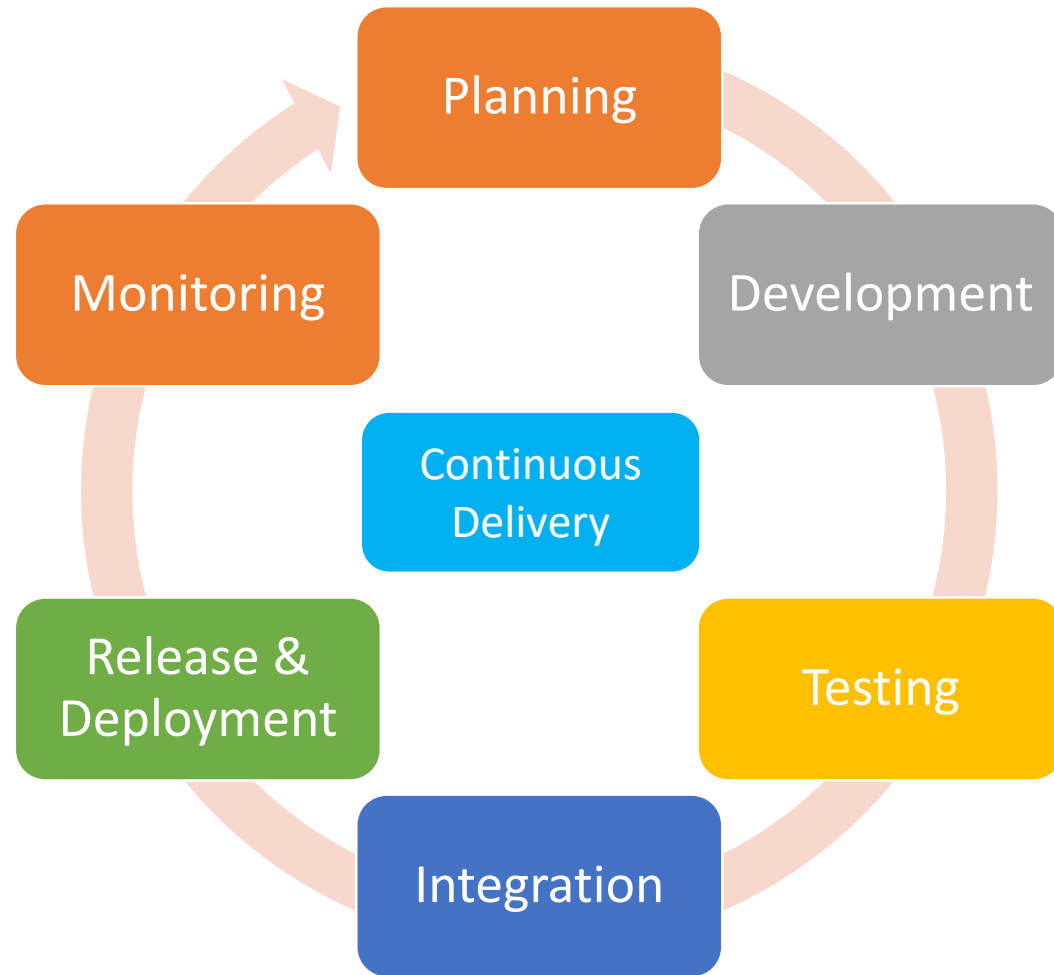 Planning
Monitoring
Development
Continuous
Delivery
Release &
Deployment
Testing
Integration